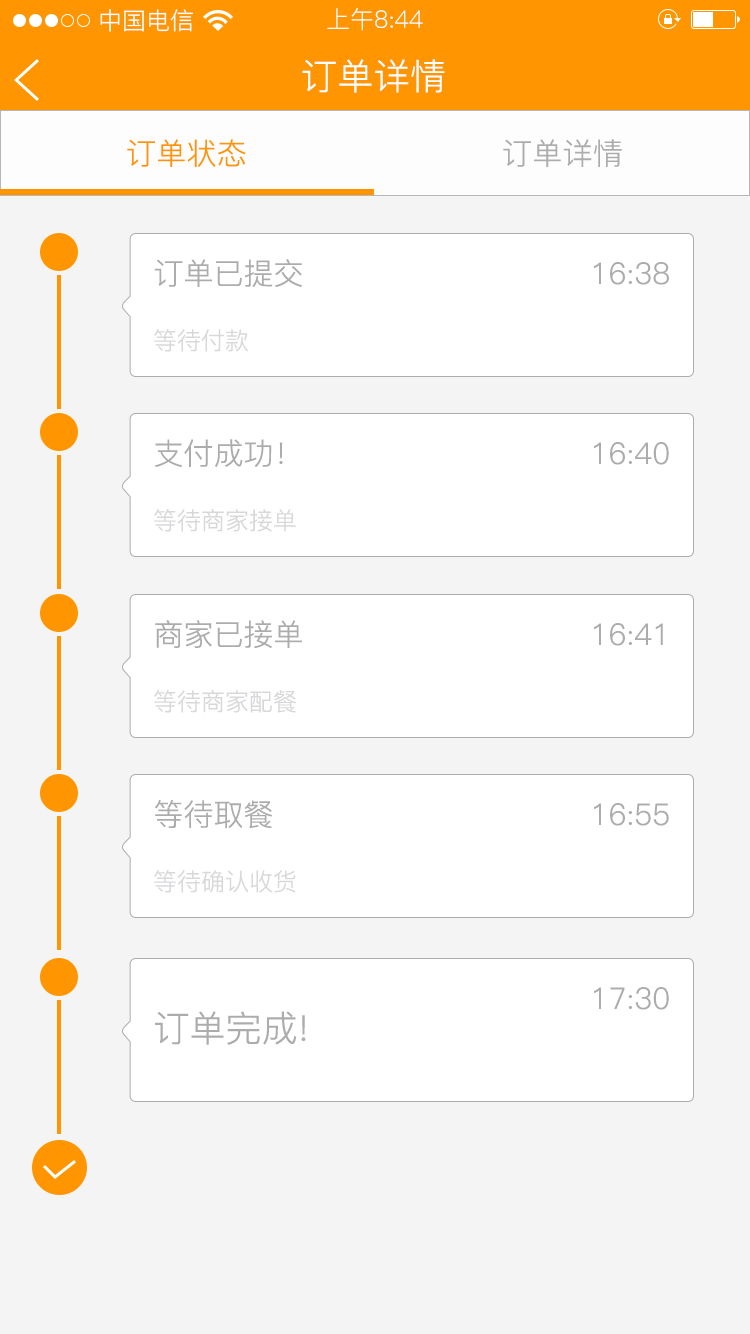 中国电信 上午8:44
订单详情
订单状态 订单详情
订单已提交 16:38
等待付款
支付成功! 16:40
等待商家接单
商家已接单 16:41
等待商家配餐
等待取餐 16:55
等待确认收货
17:30
订单完成!